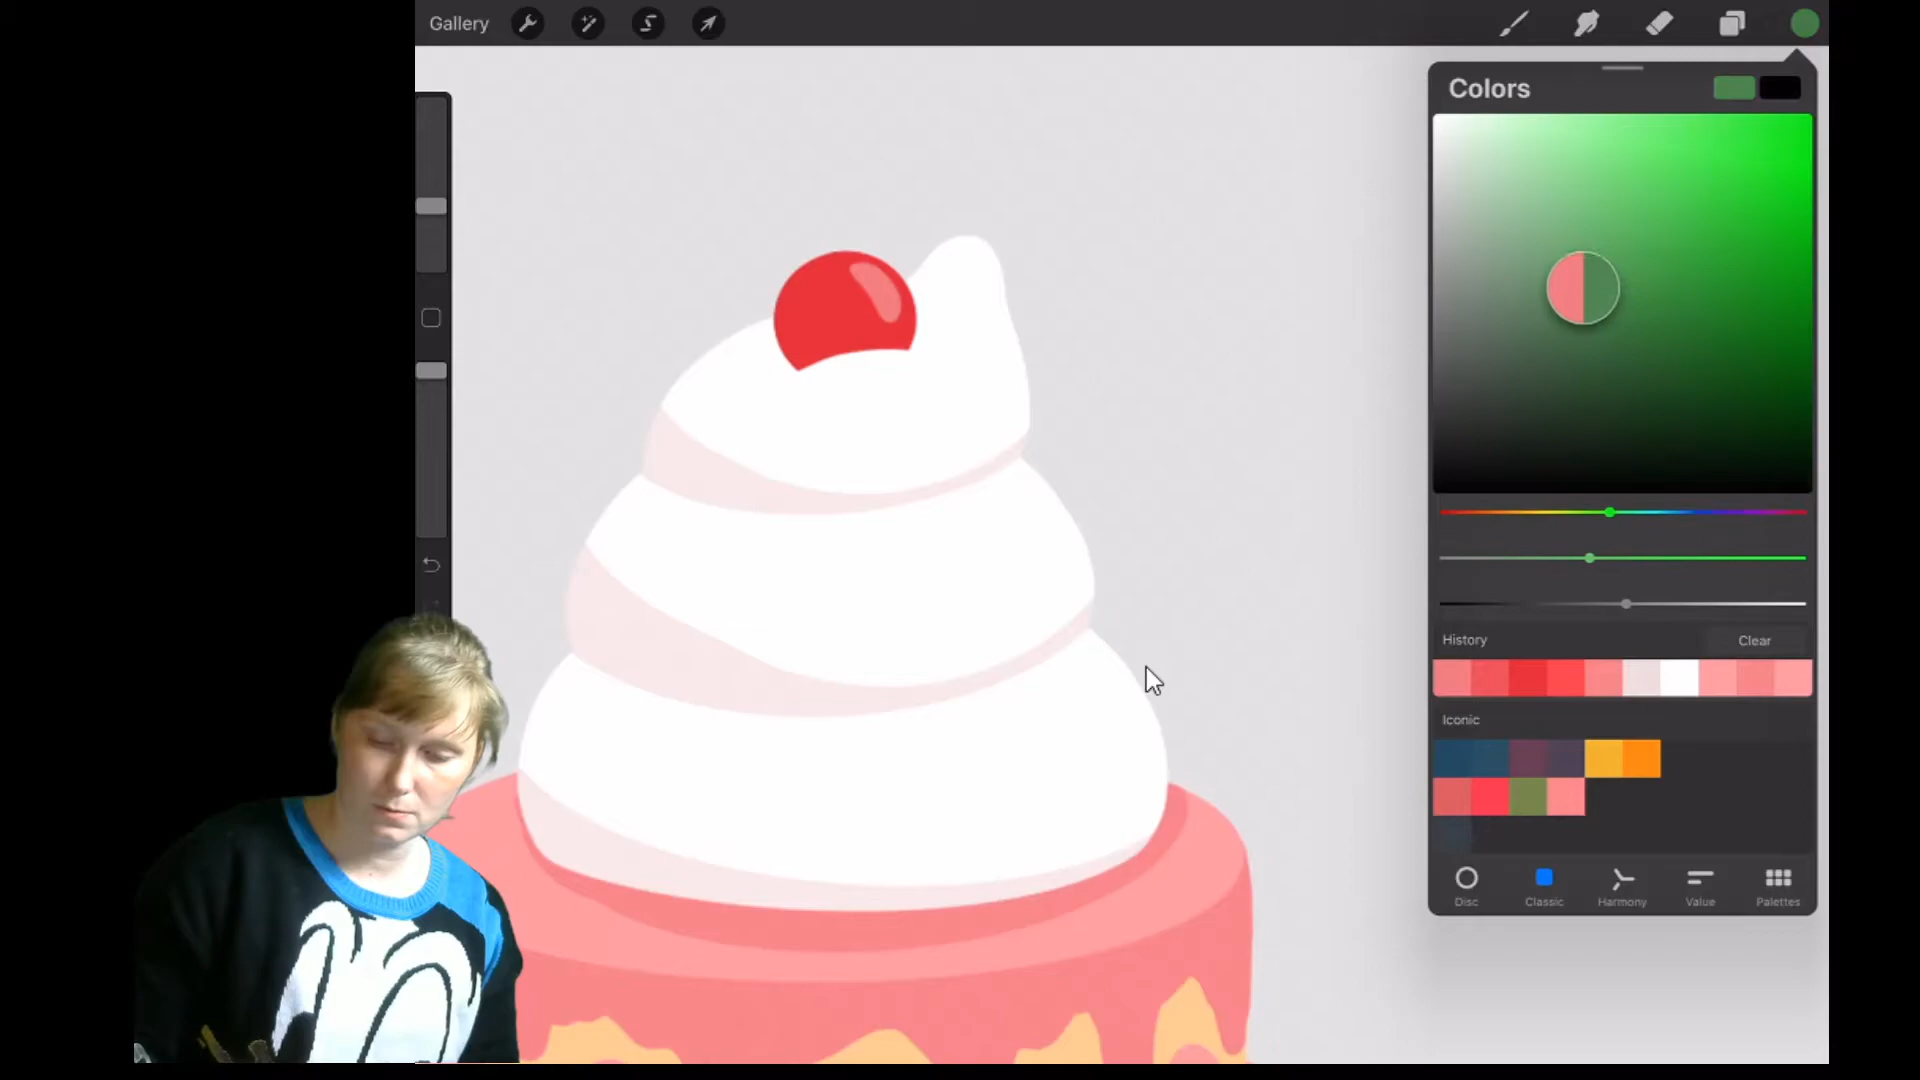 Gallery
Colors
History
Clear
Iconic
Disc
Classic
Harmony
Value
Palettes